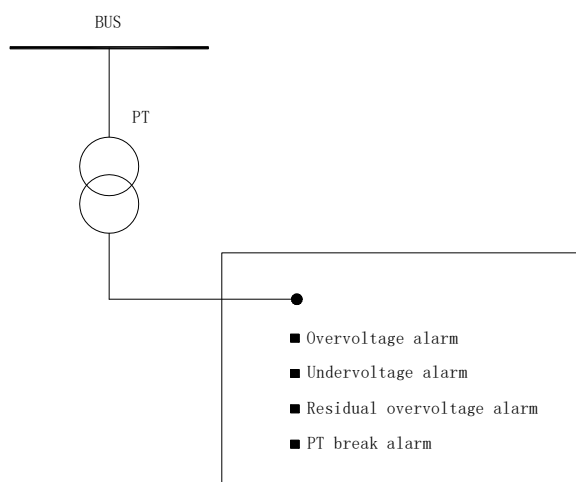 BUS
PT
Overvoltage alarm
Undervoltage alarm
Residual overvoltage alarm
PT break alarm